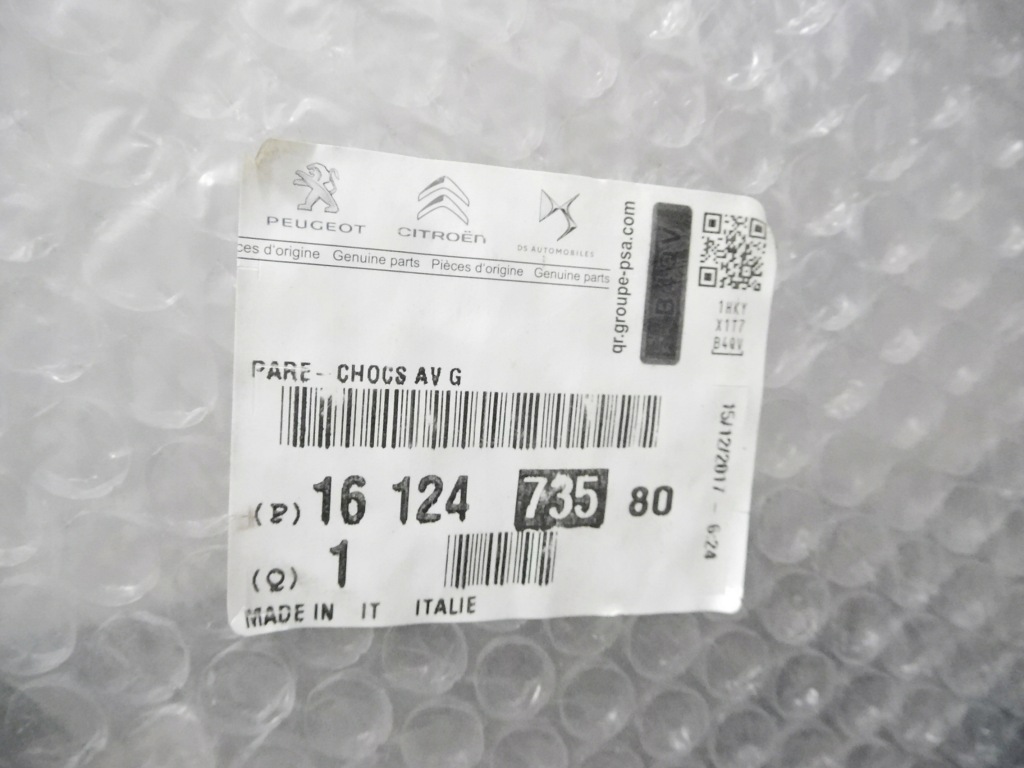 PEUGEOT CITROËN DS AUTOMOBILES
ces d'origine Genuine parts Pièces d'origine Genuine parts
qr.groupe-psa.com
B4QV
1HKY
X1T7
B4QV
PARE- CHOCS AV G
(P) 16 124 735 80
(Q) 1
MADE IN IT ITALIE
15/12/2017 - 6:24